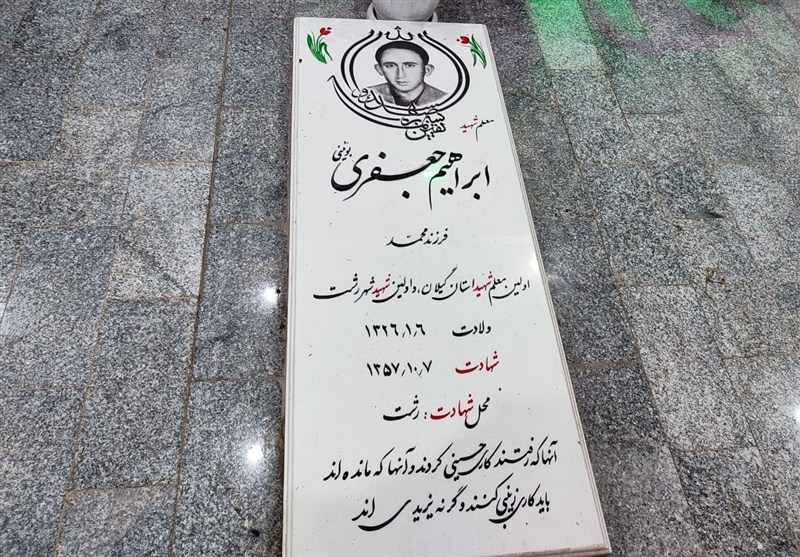 معلم شهید
ابراهیم جعفری
فرزند محمد
اولین معلم شهید استان گیلان، و اولین شهید شهر رشت
ولادت ۱۳۲۶٫۱٫۶
شهادت ۱۳۵۷٫۱۰٫۷
محل شهادت : رشت
آنها که رفتند کاری حسینی کردند و آنها که مانده اند
باید کاری زینبی کنند و گرنه یزیدی اند